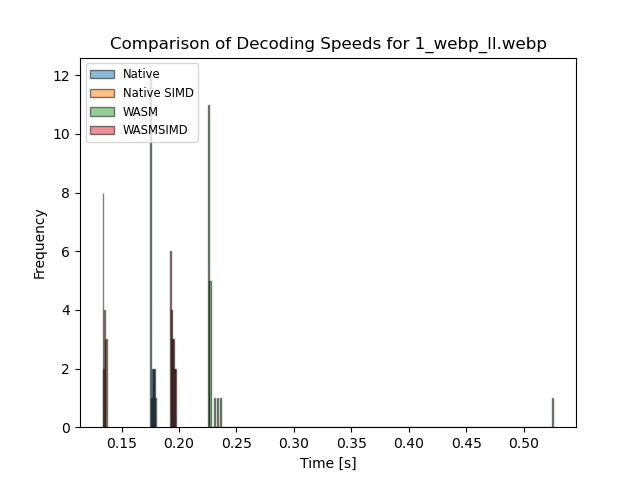 Comparison of Decoding Speeds for 1_webp_ll.webp
Native
Native SIMD
WASM
WASMSIMD
Frequency
12
10
8
6
4
2
0
0.15 0.20 0.25 0.30 0.35 0.40 0.45 0.50
Time [s]